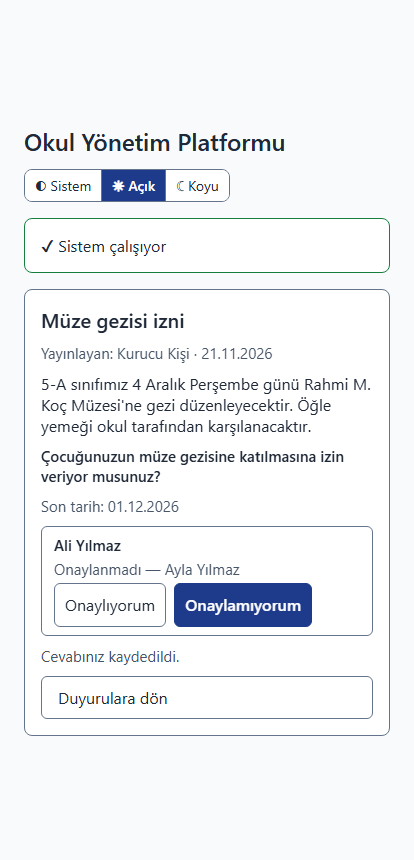 Okul Yönetim Platformu
Sistem
Açık
Koyu
✓ Sistem çalışıyor
Müze gezisi izni
Yayınlayan: Kurucu Kişi · 21.11.2026
5-A sınıfımız 4 Aralık Perşembe günü Rahmi M.
Koç Müzesi'ne gezi düzenleyecektir. Öğle
yemeği okul tarafından karşılanacaktır.
Çocuğunuzun müze gezisine katılmasına izin
veriyor musunuz?
Son tarih: 01.12.2026
Ali Yılmaz
Onaylanmadı — Ayla Yılmaz
Onaylıyorum
Onaylamıyorum
Cevabınız kaydedildi.
Duyurulara dön